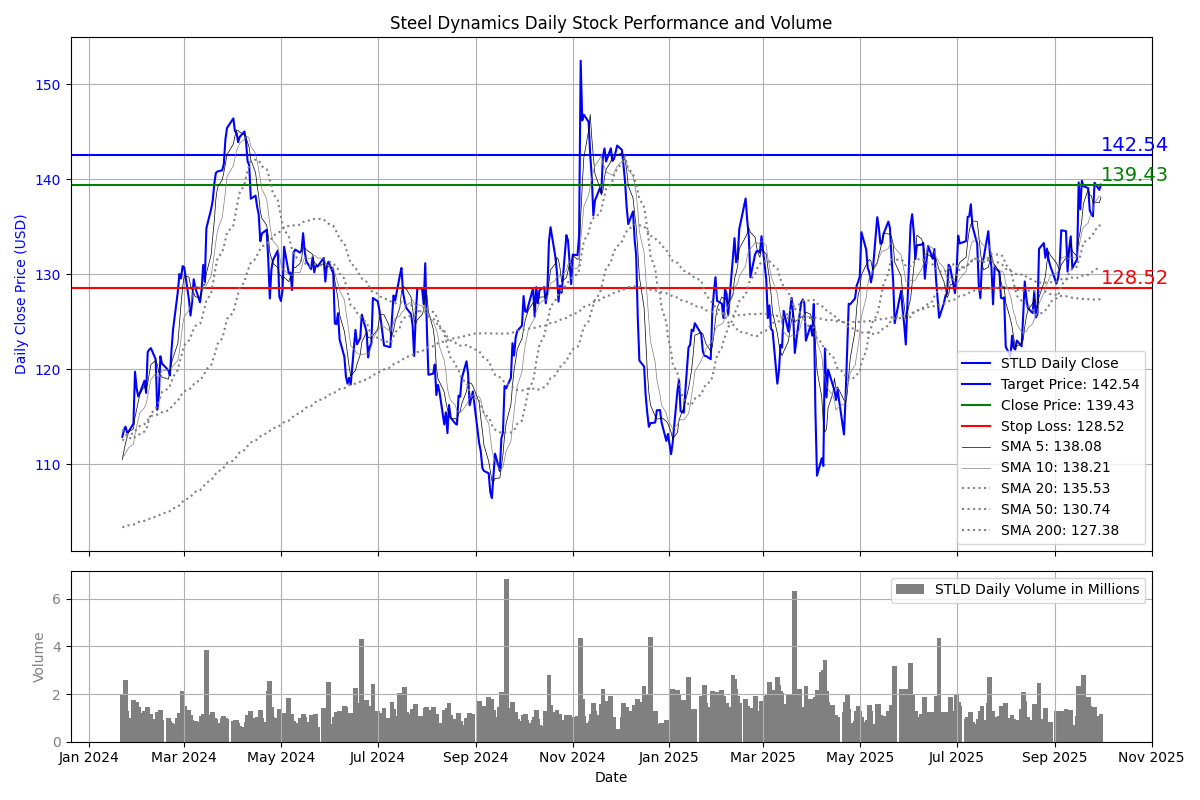 Steel Dynamics Daily Stock Performance and Volume
Daily Close Price (USD)
150
140
130
120
110
142.54
139.43
128.52
STLD Daily Close
Target Price: 142.54
Close Price: 139.43
Stop Loss: 128.52
SMA 5: 138.08
SMA 10: 138.21
SMA 20: 135.53
SMA 50: 130.74
SMA 200: 127.38
Volume
6
4
2
0
STLD Daily Volume in Millions
Jan 2024
Mar 2024
May 2024
Jul 2024
Sep 2024
Nov 2024
Jan 2025
Mar 2025
May 2025
Jul 2025
Sep 2025
Nov 2025
Date